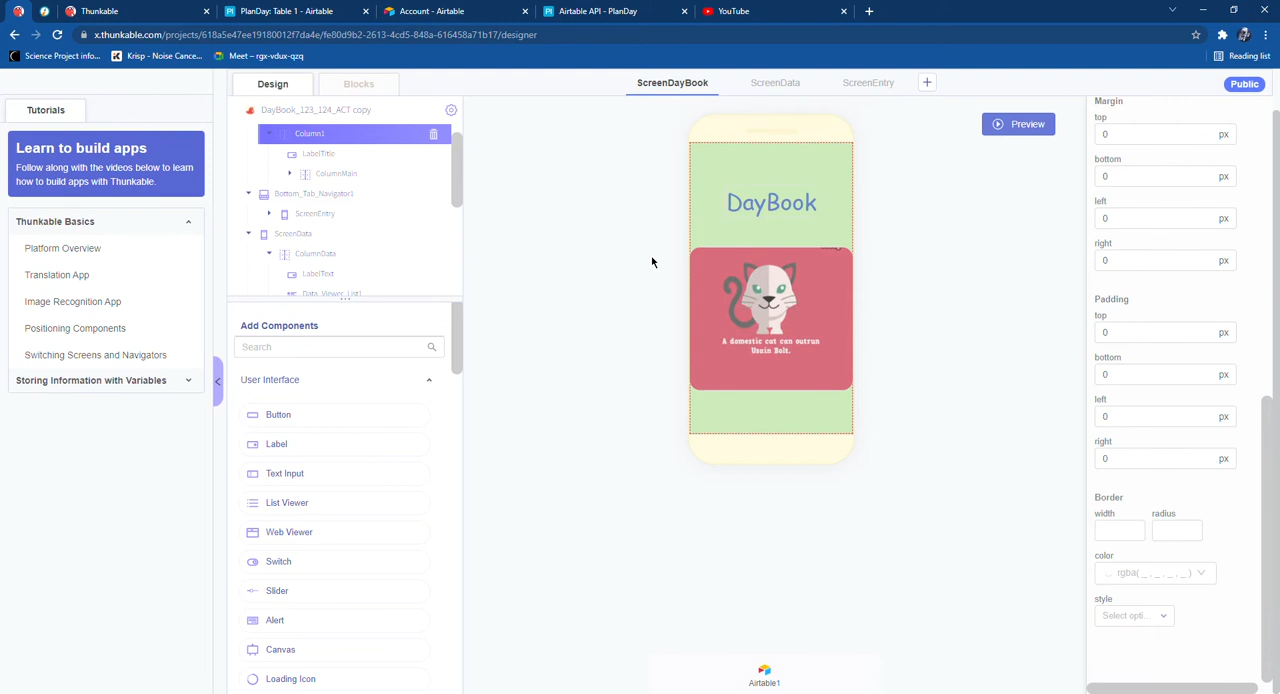 Thunkable
PlanDay: Table 1 - Airtable
Account - Airtable
Airtable API - PlanDay
YouTube
x.thunkable.com/projects/618a5e47ee19180012f7da4e/fe80d9b2-2613-4cd5-848a-616458a71b17/designer
Science Project info...
Krisp - Noise Cance...
Meet – rgx-vdux-qzq
Reading list
Design
Blocks
ScreenDayBook
ScreenData
ScreenEntry
Public
Tutorials
Learn to build apps
Follow along with the videos below to learn
how to build apps with Thunkable.
Thunkable Basics
Platform Overview
Translation App
Image Recognition App
Positioning Components
Switching Screens and Navigators
Storing Information with Variables
DayBook_123_124_ACT copy
Column1
LabelTitle
ColumnMain
Bottom_Tab_Navigator1
ScreenEntry
ScreenData
ColumnData
LabelText
Data_Viewer_List1
Add Components
Search
User Interface
Button
Label
Text Input
List Viewer
Web Viewer
Switch
Slider
Alert
Canvas
Loading Icon
Preview
DayBook
A domestic cat can outrun
Usain Bolt.
Airtable1
Margin
top
0 px
bottom
0 px
left
0 px
right
0 px
Padding
top
0 px
bottom
0 px
left
0 px
right
0 px
Border
width radius
color
rgba( _ , _ , _ , _ )
style
Select opti...